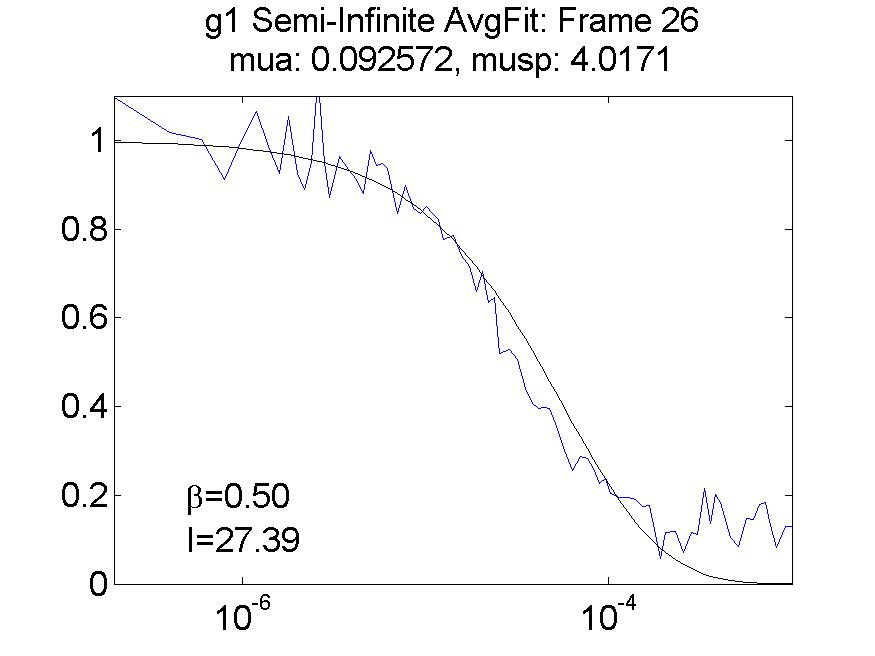 g1 Semi-Infinite AvgFit: Frame 26
mua: 0.092572, musp: 4.0171
1
0.8
0.6
0.4
0.2
0
β=0.50
I=27.39
10^-6
10^-4